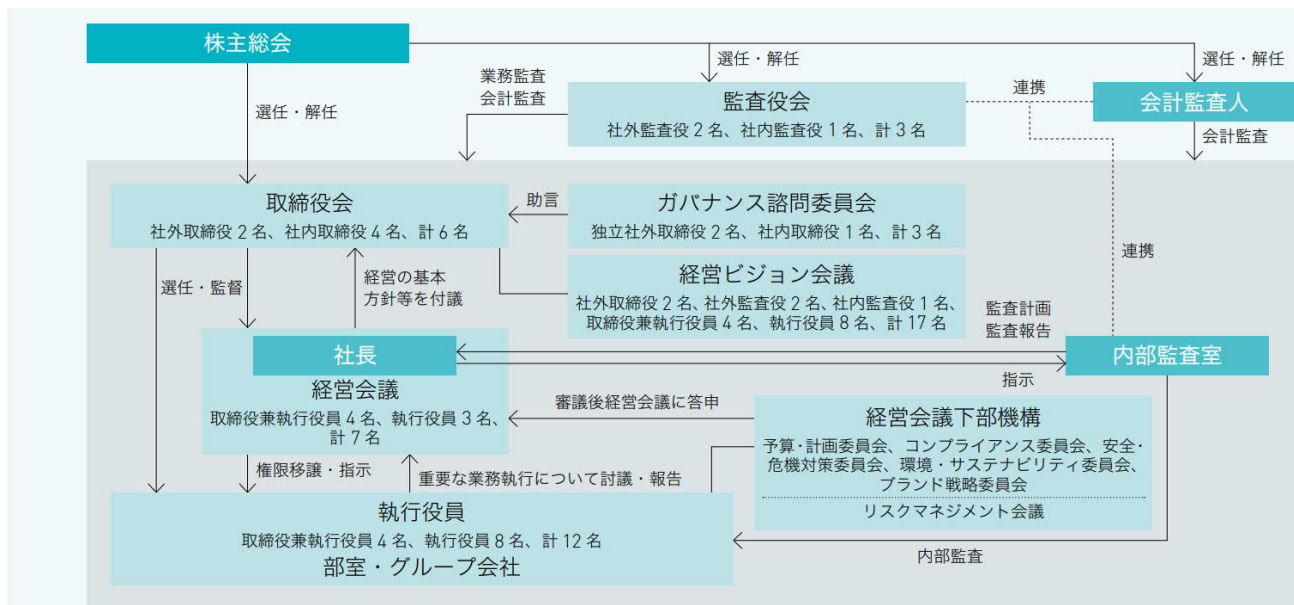 株主総会
選任・解任
選任・解任
選任・解任
業務監査
会計監査
監査役会
社外監査役 2 名、社内監査役 1 名、計 3 名
連携
会計監査人
会計監査
取締役会
社外取締役 2 名、社内取締役 4 名、計 6 名
助言
ガバナンス諮問委員会
独立社外取締役 2 名、社内取締役 1 名、計 3 名
経営ビジョン会議
社外取締役 2 名、社外監査役 2 名、社内監査役 1 名、
取締役兼執行役員 4 名、執行役員 8 名、計 17 名
連携
選任・監督
経営の基本
方針等を付議
監査計画
監査報告
社長
内部監査室
指示
経営会議
取締役兼執行役員 4 名、執行役員 3 名、
計 7 名
審議後経営会議に答申
経営会議下部機構
予算・計画委員会、コンプライアンス委員会、安全・
危機対策委員会、環境・サステナビリティ委員会、
ブランド戦略委員会
リスクマネジメント会議
権限移譲・指示
重要な業務執行について討議・報告
執行役員
取締役兼執行役員 4 名、執行役員 8 名、計 12 名
部室・グループ会社
内部監査